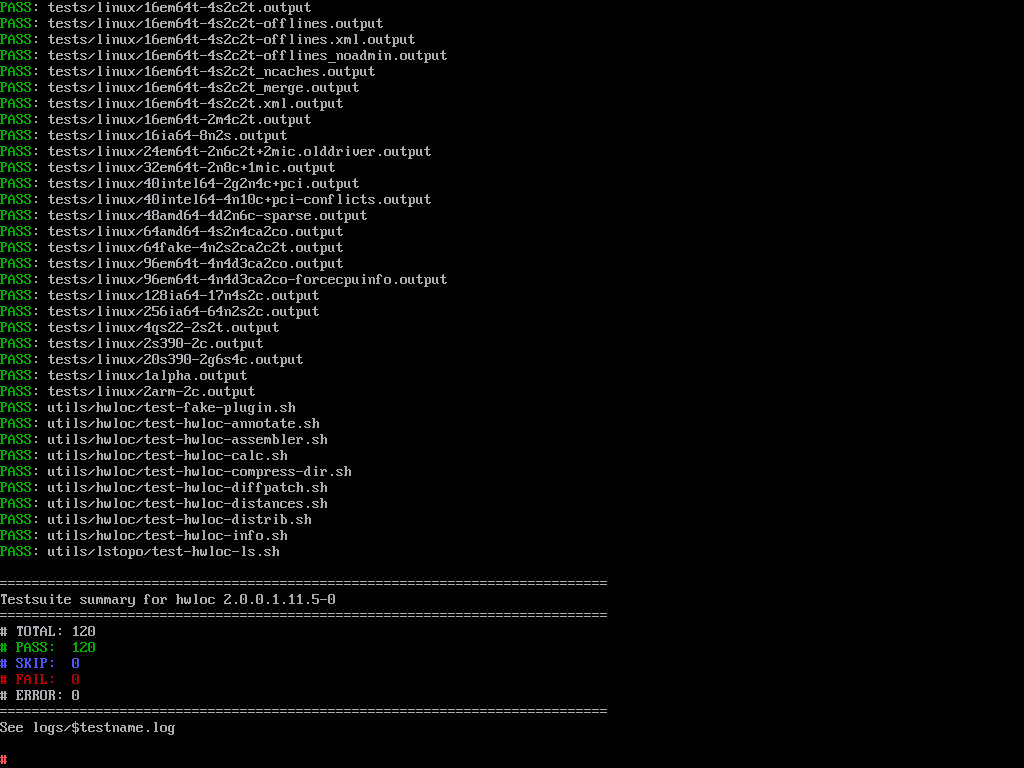 PASS: tests/linux/16em64t-4s2c2t.output
PASS: tests/linux/16em64t-4s2c2t-offlines.output
PASS: tests/linux/16em64t-4s2c2t-offlines.xml.output
PASS: tests/linux/16em64t-4s2c2t-offlines_noadmin.output
PASS: tests/linux/16em64t-4s2c2t_ncaches.output
PASS: tests/linux/16em64t-4s2c2t_merge.output
PASS: tests/linux/16em64t-4s2c2t.xml.output
PASS: tests/linux/16em64t-2m4c2t.output
PASS: tests/linux/16ia64-8n2s.output
PASS: tests/linux/24em64t-2n6c2t+2mic.olddriver.output
PASS: tests/linux/32em64t-2n8c+1mic.output
PASS: tests/linux/40intel64-2g2n4c+pci.output
PASS: tests/linux/40intel64-4n10c+pci-conflicts.output
PASS: tests/linux/48amd64-4d2n6c-sparse.output
PASS: tests/linux/64amd64-4s2n4ca2co.output
PASS: tests/linux/64fake-4n2s2ca2c2t.output
PASS: tests/linux/96em64t-4n4d3ca2co.output
PASS: tests/linux/96em64t-4n4d3ca2co-forcecpuinfo.output
PASS: tests/linux/128ia64-17n4s2c.output
PASS: tests/linux/256ia64-64n2s2c.output
PASS: tests/linux/4qs22-2s2t.output
PASS: tests/linux/2s390-2c.output
PASS: tests/linux/20s390-2g6s4c.output
PASS: tests/linux/1alpha.output
PASS: tests/linux/2arm-2c.output
PASS: utils/hwloc/test-fake-plugin.sh
PASS: utils/hwloc/test-hwloc-annotate.sh
PASS: utils/hwloc/test-hwloc-assembler.sh
PASS: utils/hwloc/test-hwloc-calc.sh
PASS: utils/hwloc/test-hwloc-compress-dir.sh
PASS: utils/hwloc/test-hwloc-diffpatch.sh
PASS: utils/hwloc/test-hwloc-distances.sh
PASS: utils/hwloc/test-hwloc-distrib.sh
PASS: utils/hwloc/test-hwloc-info.sh
PASS: utils/lstopo/test-hwloc-ls.sh
============================================================================
Testsuite summary for hwloc 2.0.0.1.11.5-0
============================================================================
# TOTAL: 120
# PASS:  120
# SKIP:  0
# FAIL:  0
# ERROR: 0
============================================================================
See logs/$testname.log
#